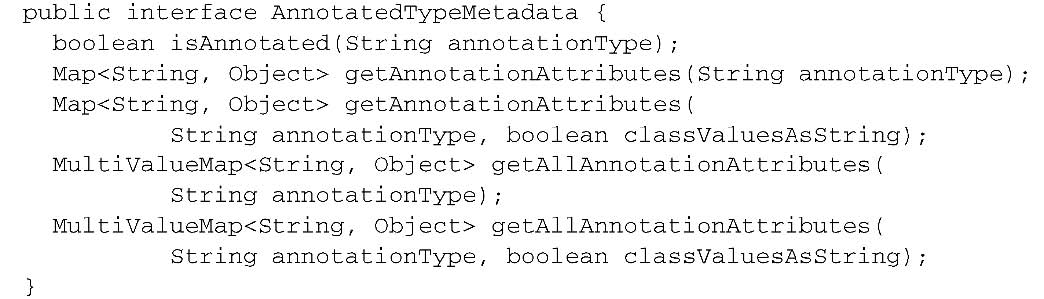 public interface AnnotatedTypeMetadata {
boolean isAnnotated(String annotationType);
Map<String, Object> getAnnotationAttributes(String annotationType);
Map<String, Object> getAnnotationAttributes(
String annotationType, boolean classValuesAsString);
MultiValueMap<String, Object> getAllAnnotationAttributes(
String annotationType);
MultiValueMap<String, Object> getAllAnnotationAttributes(
String annotationType, boolean classValuesAsString);
}